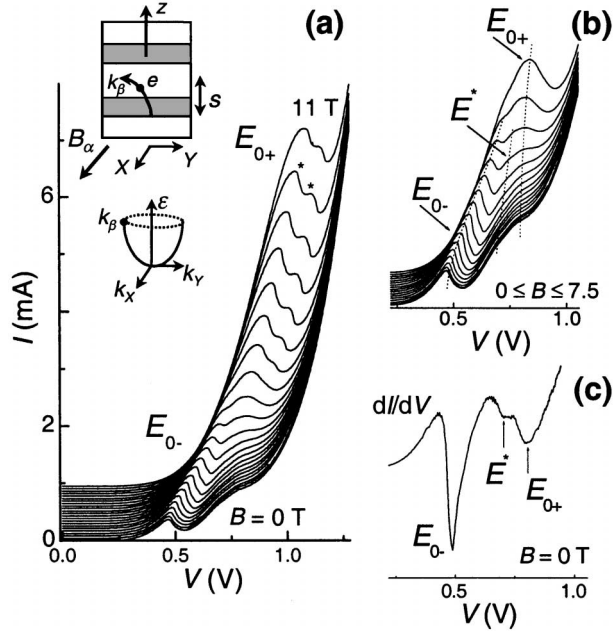 (a)
z
k_β
e
s
B_α
X
Y
k_β
ε
k_X
k_Y
11 T
E_0+
*
*
E_0-
B = 0 T
I (mA)
6
2
0
0.0
0.5
1.0
V (V)
(b)
E_0+
E^*
E_0-
0 ≤ B ≤ 7.5
0.5
1.0
V (V)
(c)
dI/dV
E^*
E_0+
E_0-
B = 0 T
0.5
1.0
V (V)